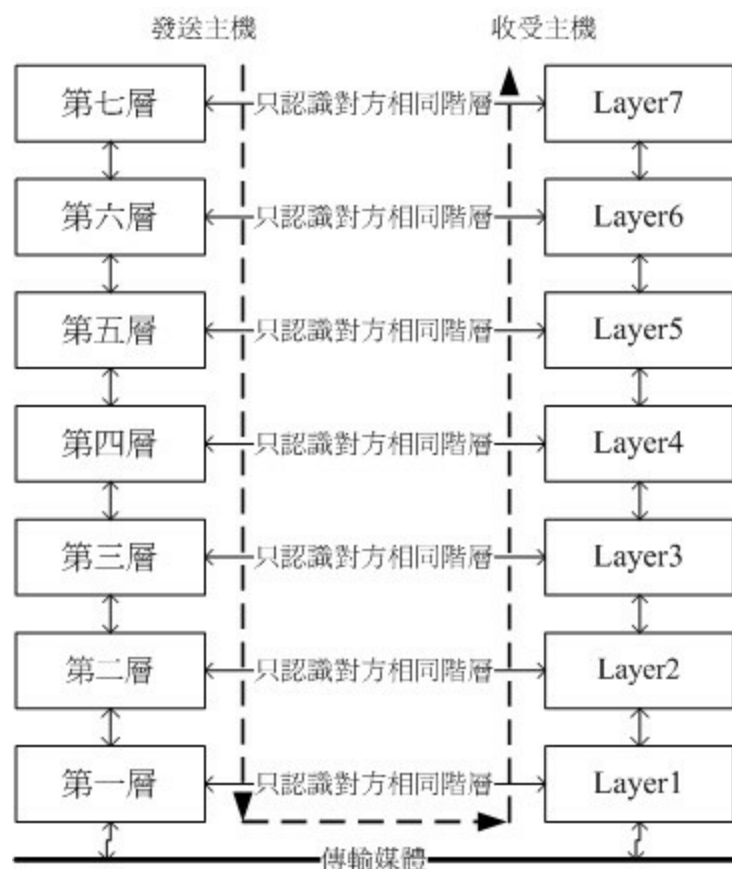 發送主機 收受主機
第七層 只認識對方相同階層 Layer7
第六層 只認識對方相同階層 Layer6
第五層 只認識對方相同階層 Layer5
第四層 只認識對方相同階層 Layer4
第三層 只認識對方相同階層 Layer3
第二層 只認識對方相同階層 Layer2
第一層 只認識對方相同階層 Layer1
傳輸媒體